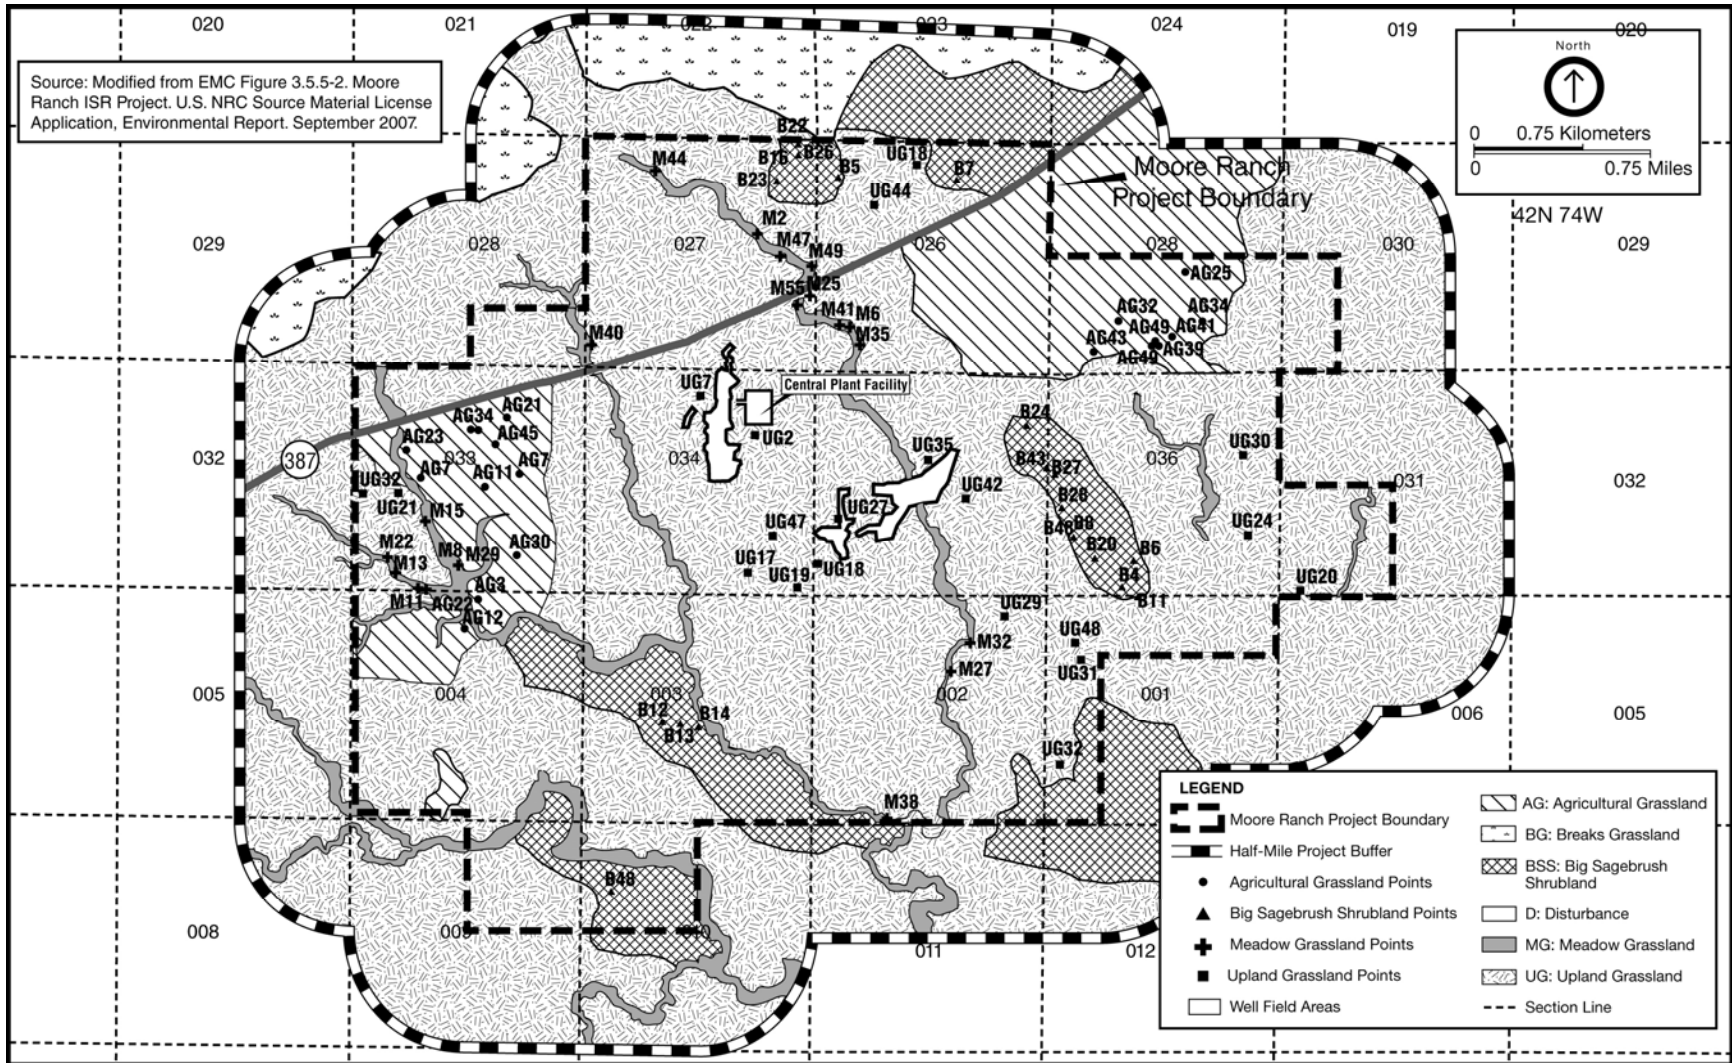 020
021
022
023
024
019
020
Source: Modified from EMC Figure 3.5.5-2. Moore
Ranch ISR Project. U.S. NRC Source Material License
Application, Environmental Report. September 2007.
North
0 0.75 Kilometers
0 0.75 Miles
42N 74W
B22
B16
B26
B5
UG18
B7
B23
M44
UG44
Moore Ranch
Project Boundary
029
028
027
026
028
030
029
M2
M47
M49
M25
M55
M41
M6
M35
M40
AG25
AG32
AG34
AG49
AG41
AG43
AG39
AG49
UG7
Central Plant Facility
UG2
AG21
AG34
AG45
AG23
AG7
AG11
AG7
UG32
UG21
M15
387
032
033
034
036
031
032
B24
UG35
B43
B27
UG42
B28
UG30
UG27
UG47
B9
B20
B6
UG24
M22
M8
M29
AG30
M13
UG17
UG19
UG18
B4
UG20
M11
AG22
AG3
AG12
B11
UG29
UG48
M32
UG31
M27
005
004
003
002
001
006
005
B12
B14
B13
UG32
M38
B48
008
009
010
011
012
LEGEND
Moore Ranch Project Boundary
Half-Mile Project Buffer
Agricultural Grassland Points
Big Sagebrush Shrubland Points
Meadow Grassland Points
Upland Grassland Points
Well Field Areas
AG: Agricultural Grassland
BG: Breaks Grassland
BSS: Big Sagebrush
Shrubland
D: Disturbance
MG: Meadow Grassland
UG: Upland Grassland
Section Line